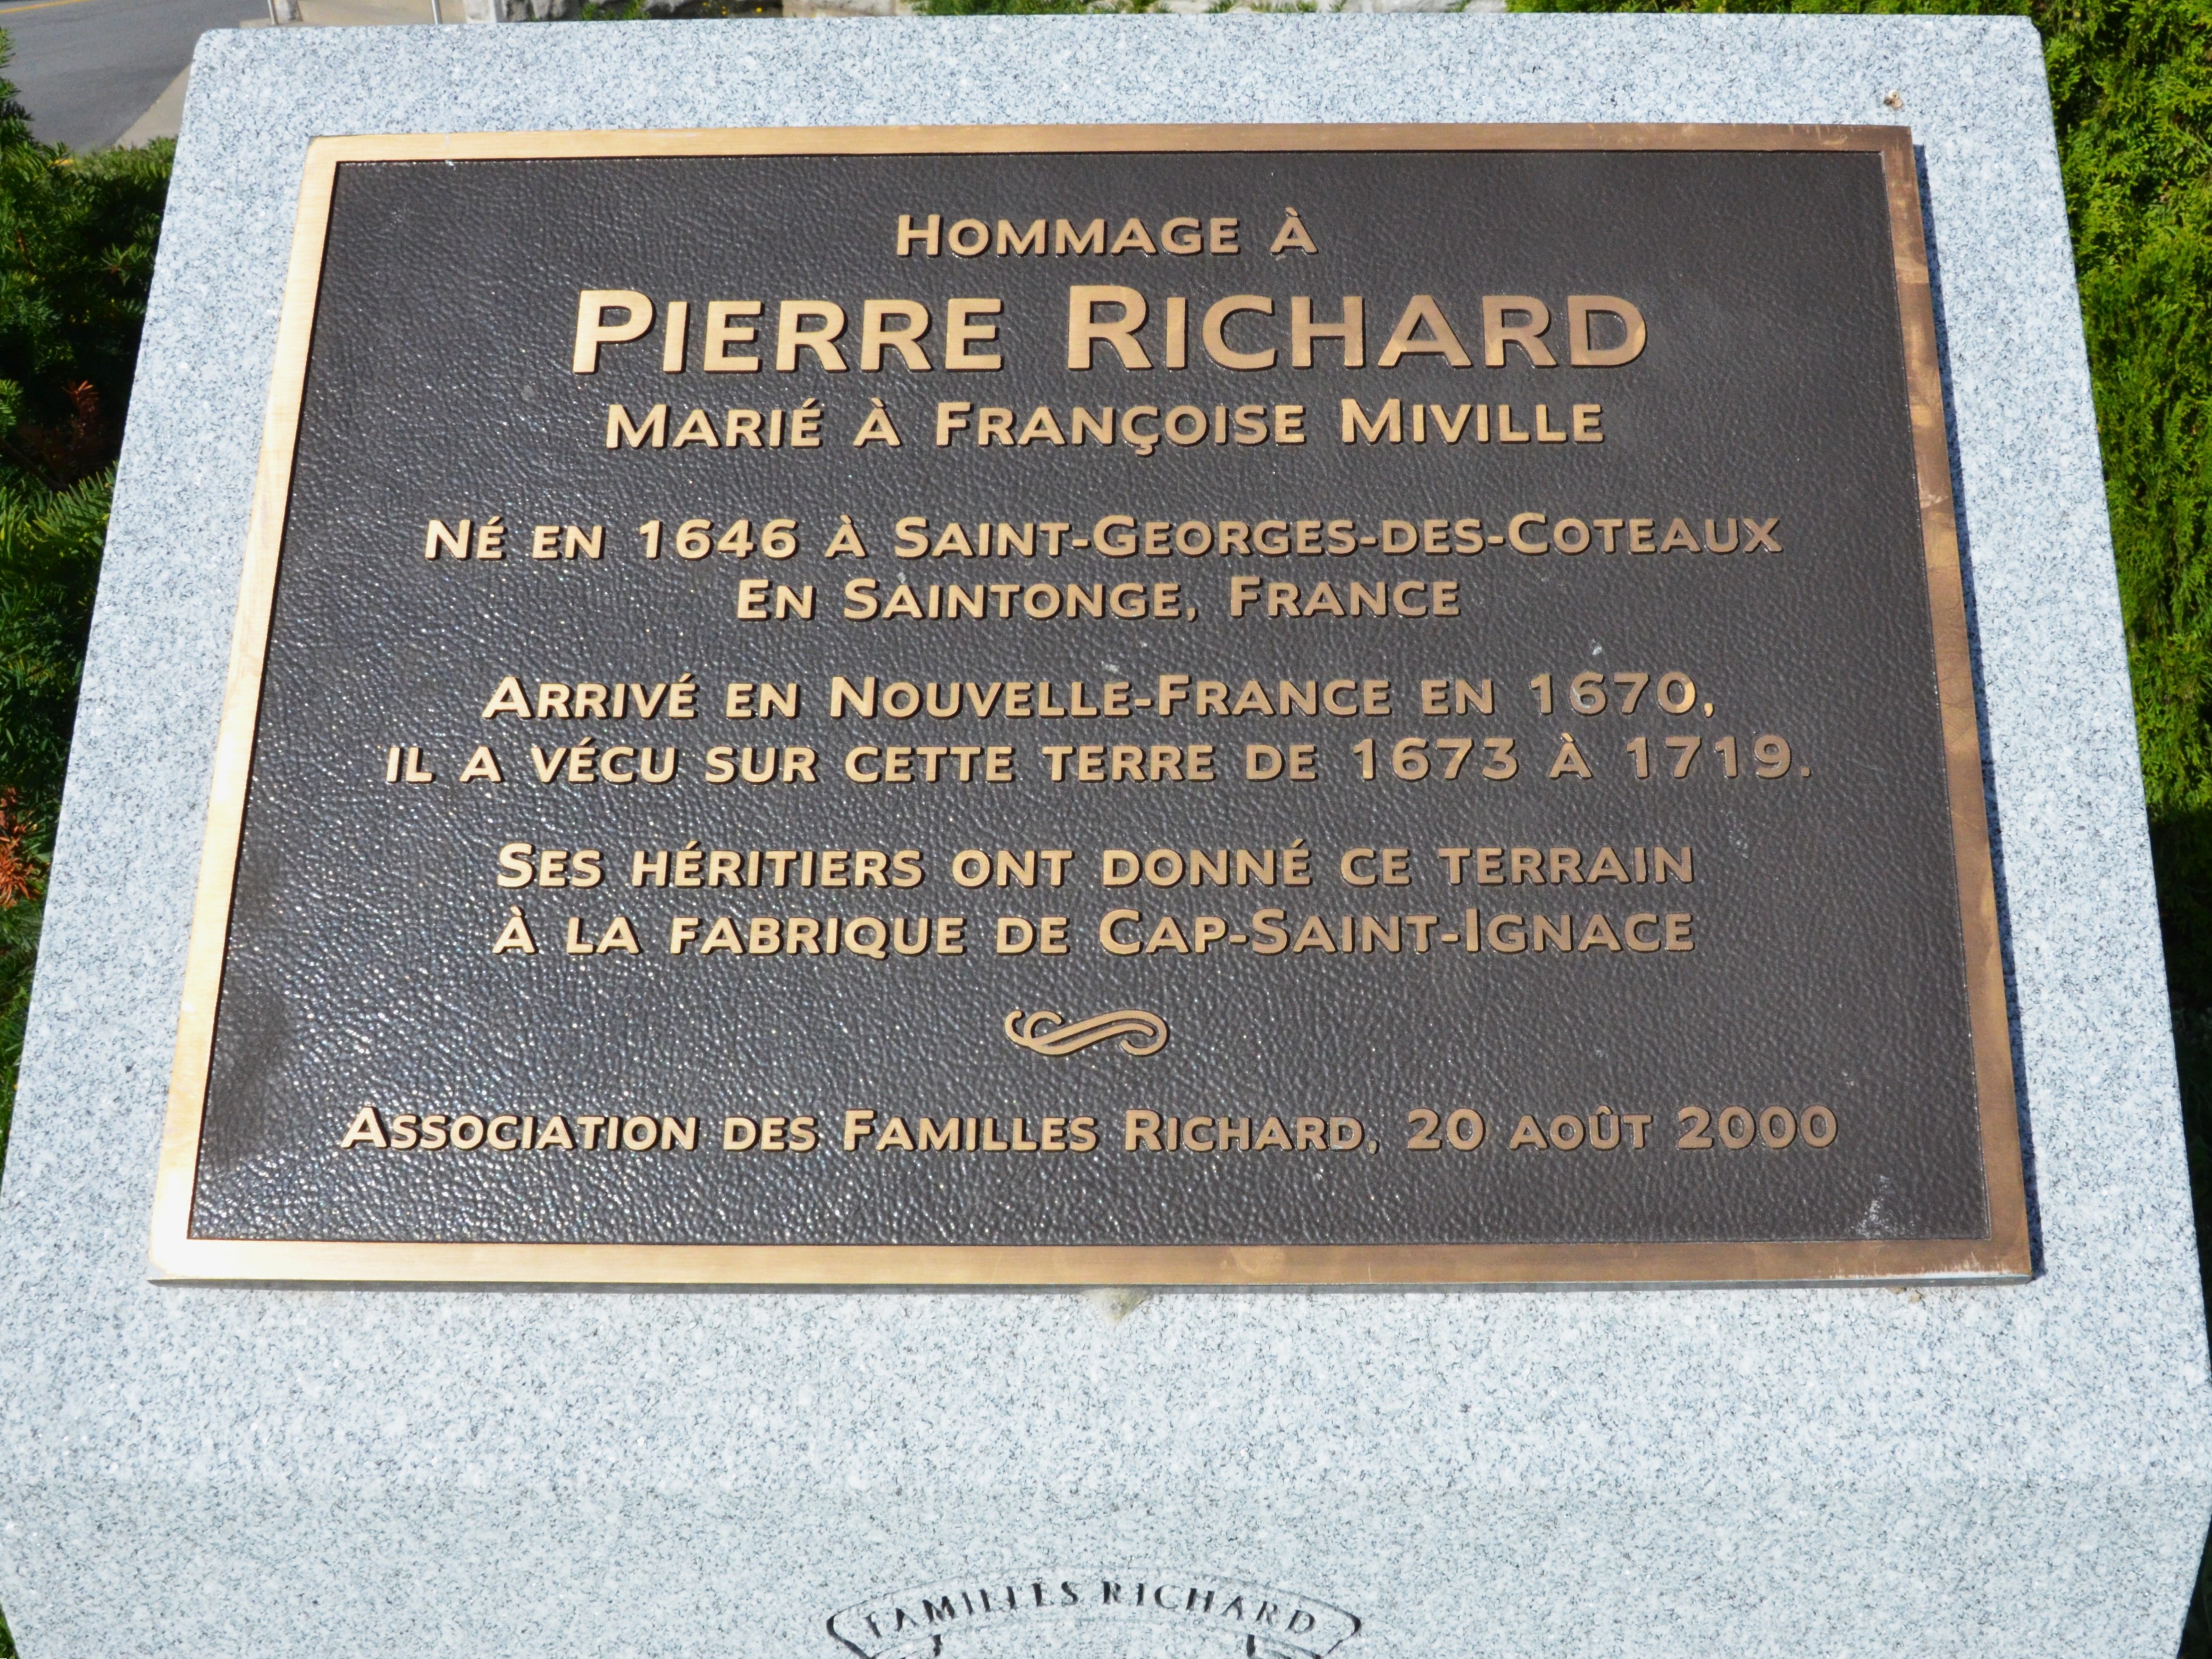 Hommage à
Pierre Richard
Marié à Françoise Miville
Né en 1646 à Saint-Georges-des-Coteaux
En Saintonge, France
Arrivé en Nouvelle-France en 1670,
il a vécu sur cette terre de 1673 à 1719.
Ses héritiers ont donné ce terrain
à la fabrique de Cap-Saint-Ignace
Association des Familles Richard, 20 août 2000
FAMILLES RICHARD